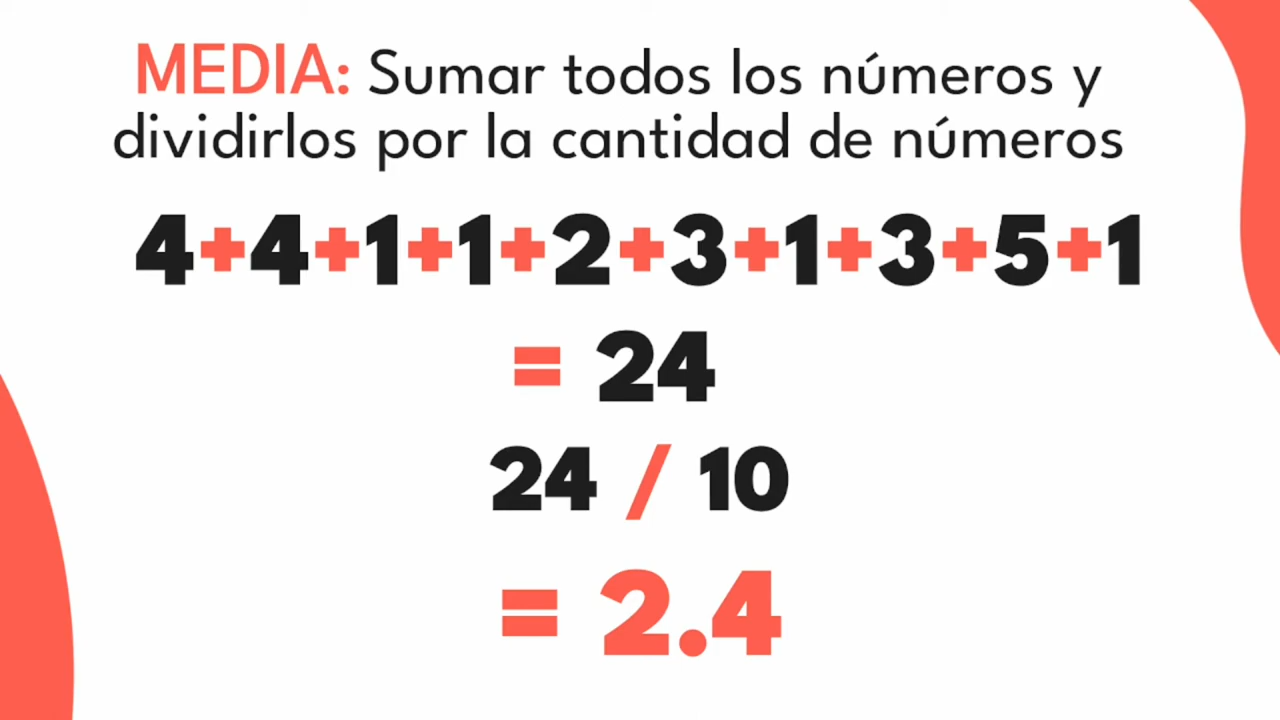 MEDIA: Sumar todos los números y
dividirlos por la cantidad de números
4+4+1+1+2+3+1+3+5+1
= 24
24 / 10
= 2.4